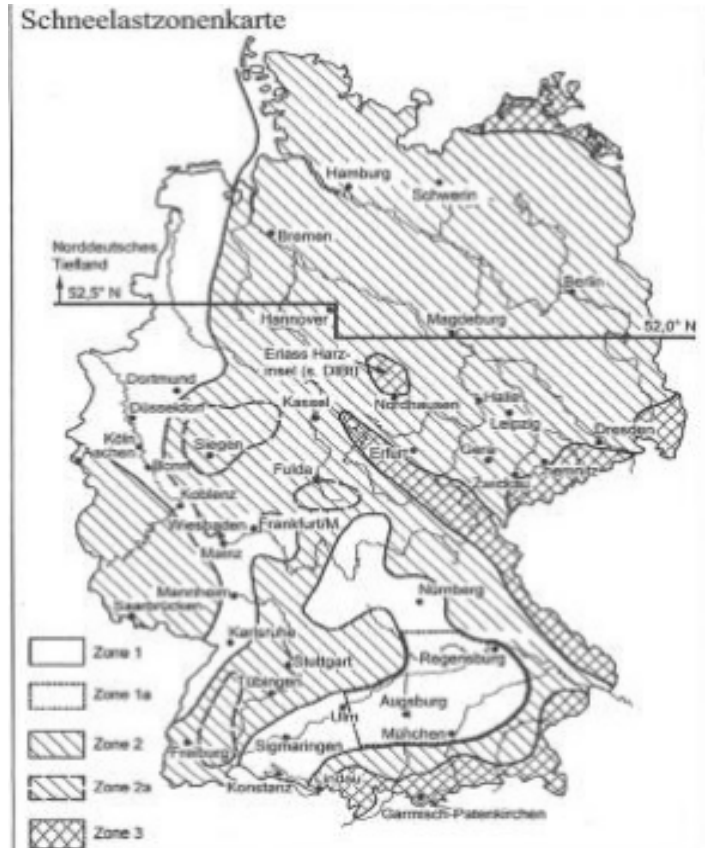 Schneelastzonenkarte
Hamburg
Schwerin
Bremen
Norddeutsches
Tiefland
52,5° N
Berlin
Hannover
Magdeburg
52,0° N
Erlass Harz-
insel (s. DIBt)
Dortmund
Düsseldorf
Kassel
Nordhausen
Halle
Leipzig
Köln
Aachen
Siegen
Bonn
Erfurt
Gera
Dresden
Chemnitz
Zwickau
Fulda
Koblenz
Wiesbaden
Frankfurt/M.
Mainz
Mannheim
Nürnberg
Saarbrücken
Karlsruhe
Zone 1
Stuttgart
Regensburg
Zone 1a
Tübingen
Augsburg
Ulm
München
Zone 2
Freiburg
Sigmaringen
Zone 2a
Konstanz
Lindau
Garmisch-Patenkirchen
Zone 3